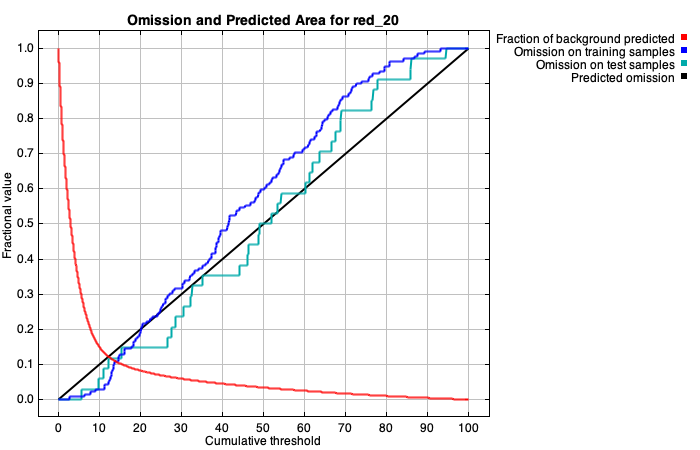 Omission and Predicted Area for red_20
Fraction of background predicted
Omission on training samples
Omission on test samples
Predicted omission
1.0
0.9
0.8
0.7
0.6
0.5
0.4
0.3
0.2
0.1
0.0
Fractional value
0 10 20 30 40 50 60 70 80 90 100
Cumulative threshold